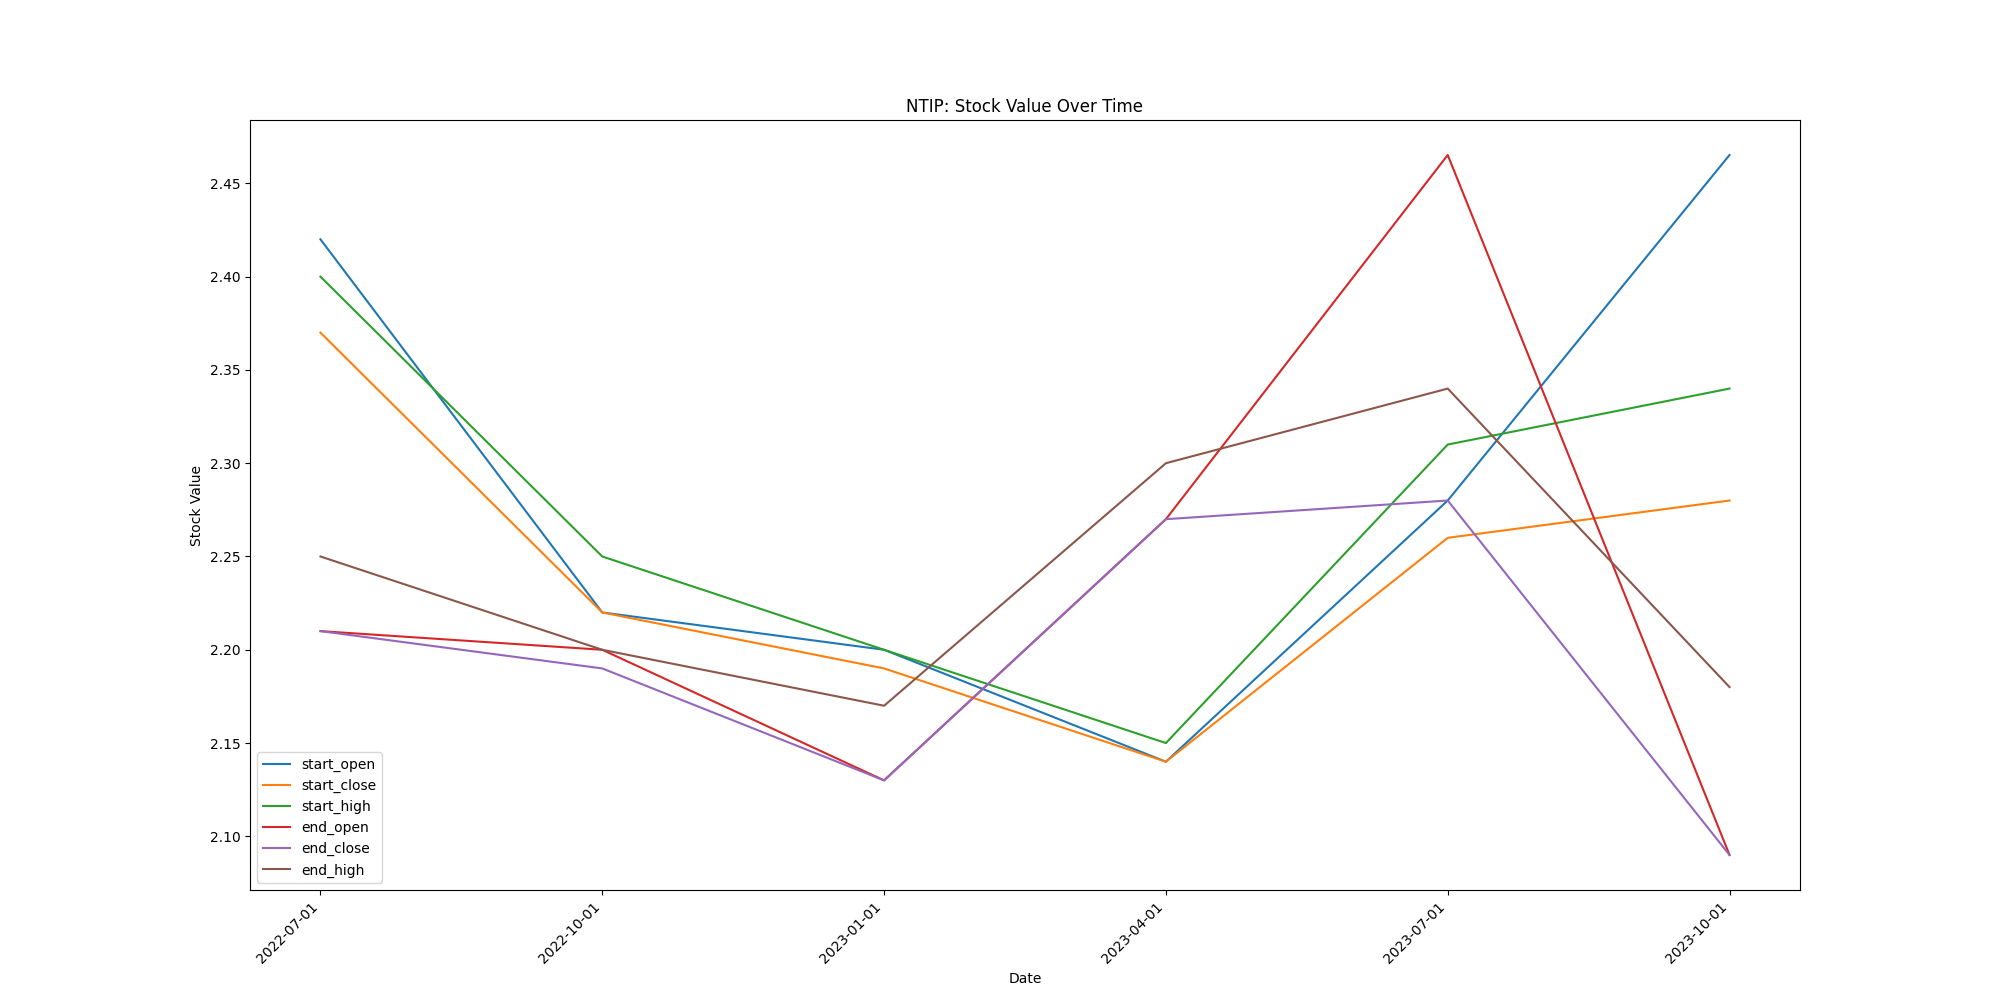 NTIP: Stock Value Over Time
Stock Value
2.45
2.40
2.35
2.30
2.25
2.20
2.15
2.10
start_open
start_close
start_high
end_open
end_close
end_high
2022-07-01
2022-10-01
2023-01-01
2023-04-01
2023-07-01
2023-10-01
Date